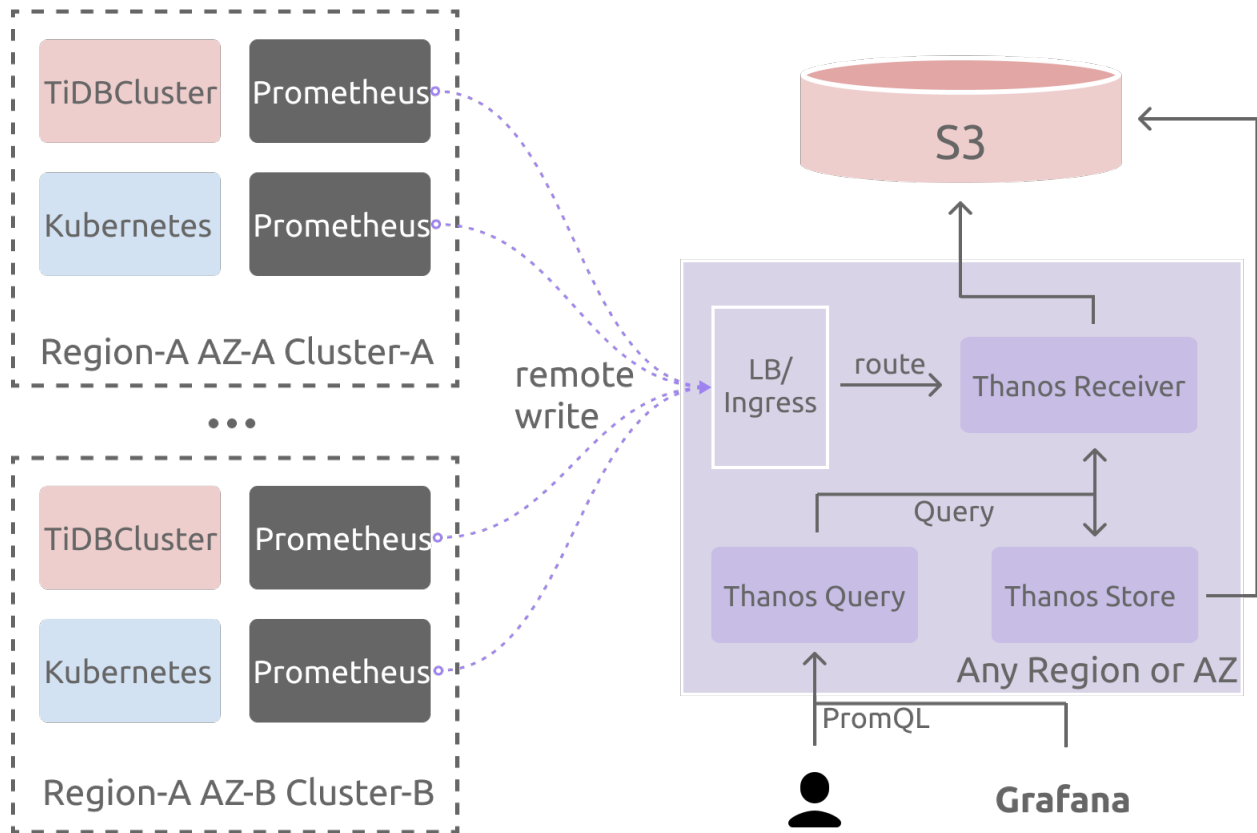 TiDBCluster
Prometheus
Kubernetes
Prometheus
Region-A AZ-A Cluster-A
...
TiDBCluster
Prometheus
Kubernetes
Prometheus
Region-A AZ-B Cluster-B
remote
write
S3
LB/
Ingress
route
Thanos Receiver
Query
Thanos Query
Thanos Store
Any Region or AZ
PromQL
Grafana